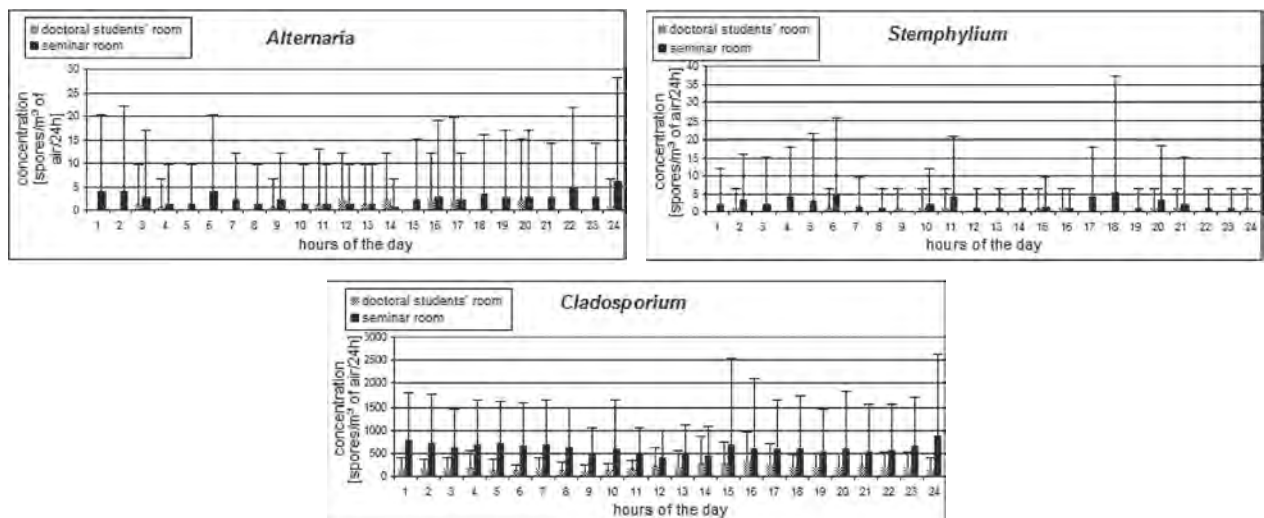 doctoral students' room
seminar room
Alternaria
concentration
[spores/m³ of
air/24h]
30
25
20
15
10
5
0
1 2 3 4 5 6 7 8 9 10 11 12 13 14 15 16 17 18 19 20 21 22 23 24
hours of the day
doctoral students' room
seminar room
Stemphylium
concentration
[spores/m³ of air/24h]
40
35
30
25
20
15
10
5
0
1 2 3 4 5 6 7 8 9 10 11 12 13 14 15 16 17 18 19 20 21 22 23 24
hours of the day
doctoral students' room
seminar room
Cladosporium
concentration
[spores/m³ of air/24h]
3000
2500
2000
1500
1000
500
0
1 2 3 4 5 6 7 8 9 10 11 12 13 14 15 16 17 18 19 20 21 22 23 24
hours of the day